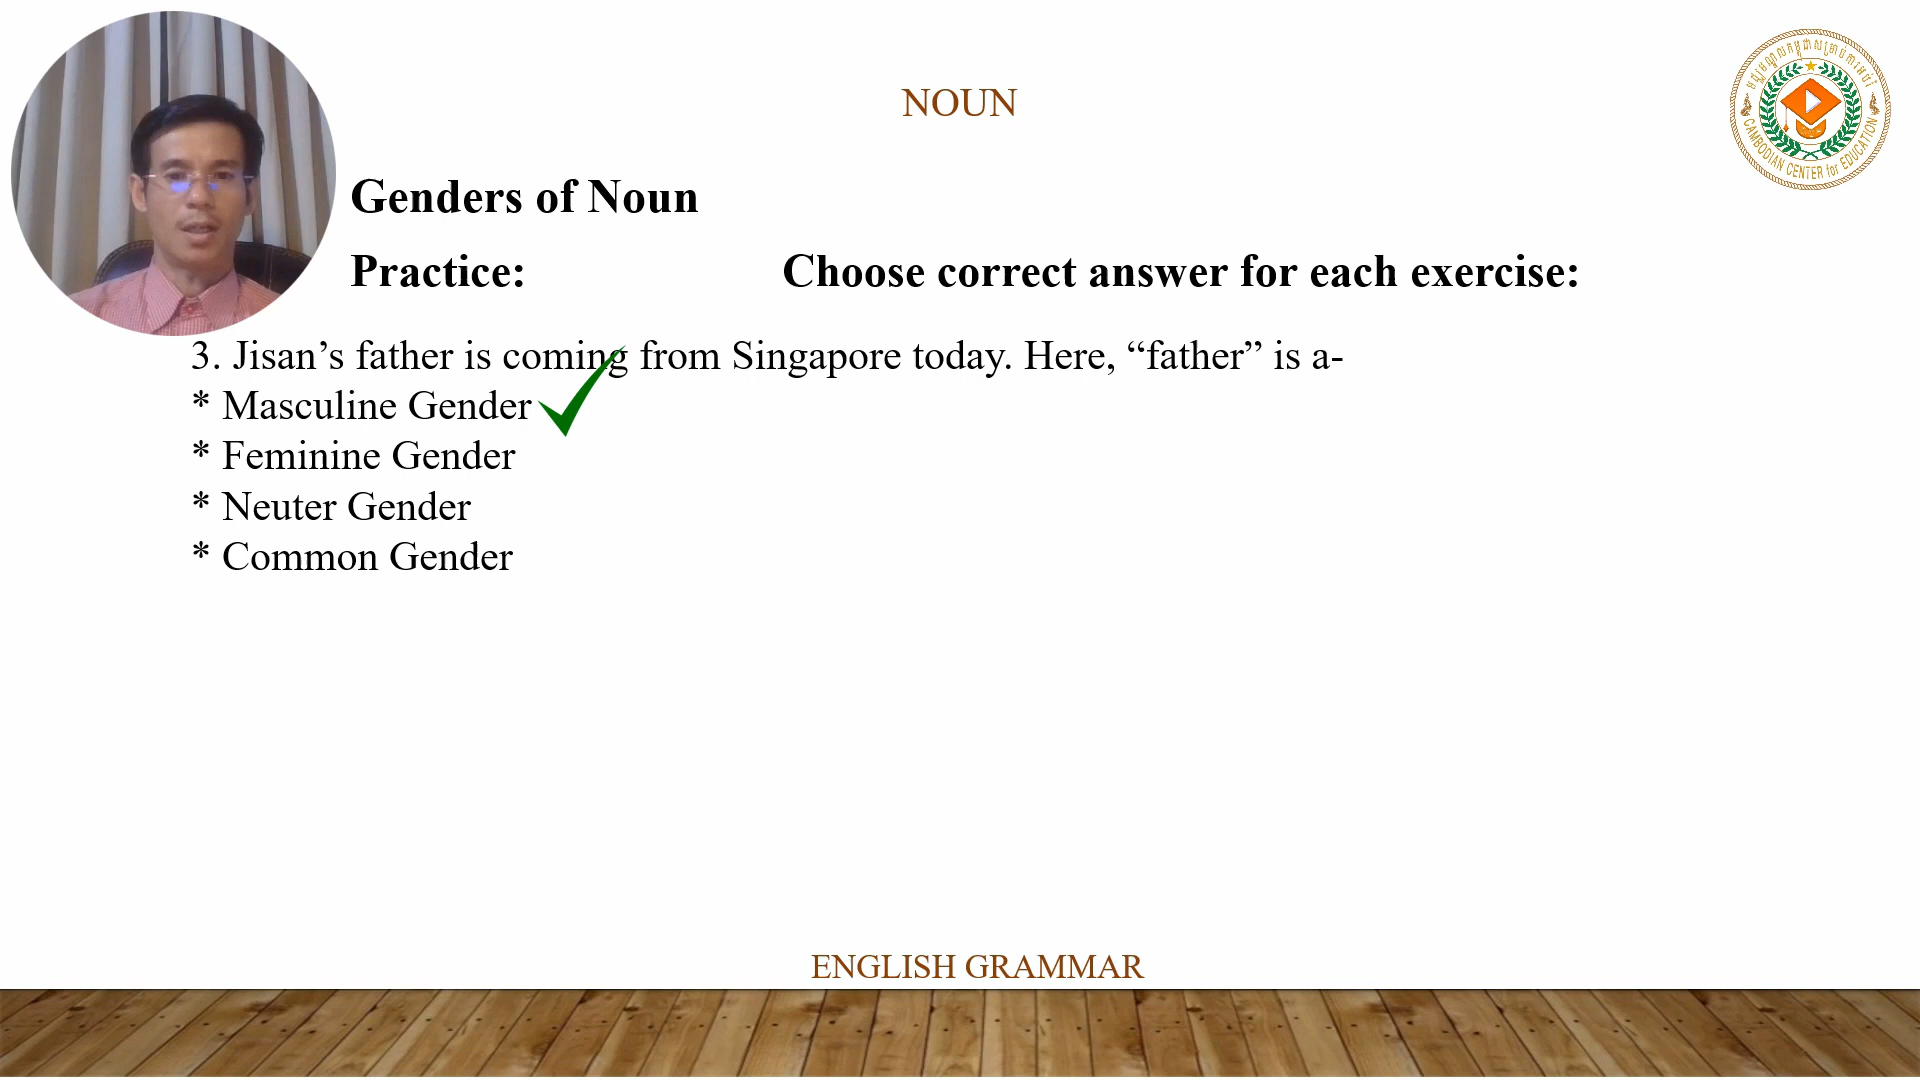 NOUN
CAMBODIAN CENTER for EDUCATION
Genders of Noun
Practice: Choose correct answer for each exercise:
3. Jisan’s father is coming from Singapore today. Here, “father” is a-
* Masculine Gender
* Feminine Gender
* Neuter Gender
* Common Gender
ENGLISH GRAMMAR